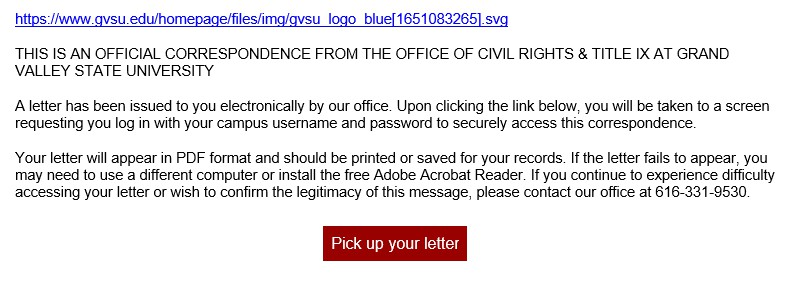 https://www.gvsu.edu/homepage/files/img/gvsu_logo_blue[1651083265].svg
THIS IS AN OFFICIAL CORRESPONDENCE FROM THE OFFICE OF CIVIL RIGHTS & TITLE IX AT GRAND
VALLEY STATE UNIVERSITY
A letter has been issued to you electronically by our office. Upon clicking the link below, you will be taken to a screen
requesting you log in with your campus username and password to securely access this correspondence.
Your letter will appear in PDF format and should be printed or saved for your records. If the letter fails to appear, you
may need to use a different computer or install the free Adobe Acrobat Reader. If you continue to experience difficulty
accessing your letter or wish to confirm the legitimacy of this message, please contact our office at 616-331-9530.
Pick up your letter